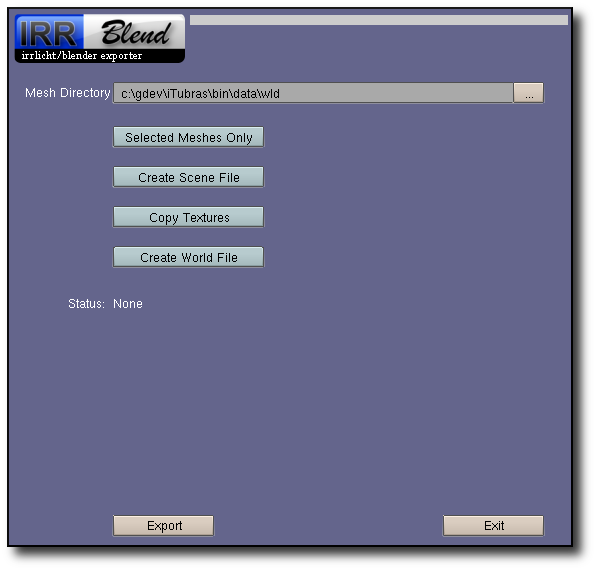 IRR Blend
irrlicht/blender exporter
Mesh Directory c:\gdev\iTubras\bin\data\wld ...
Selected Meshes Only
Create Scene File
Copy Textures
Create World File
Status: None
Export Exit